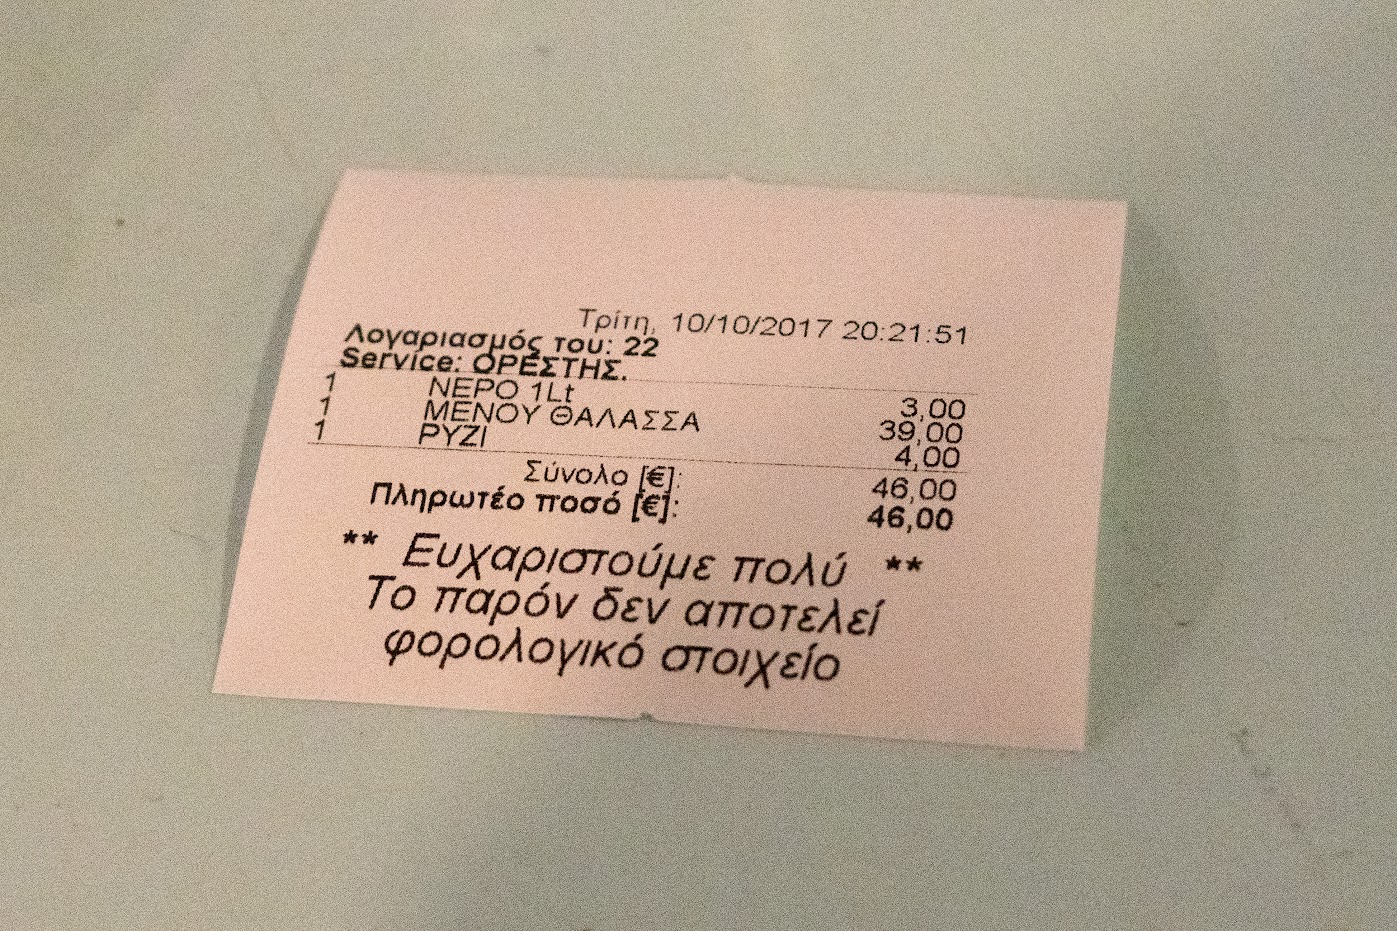 Τρίτη, 10/10/2017 20:21:51
Λογαριασμός του: 22
Service: ΟΡΕΣΤΗΣ.
1 ΝΕΡΟ 1Lt 3,00
1 ΜΕΝΟΥ ΘΑΛΑΣΣΑ 39,00
1 ΡΥΖΙ 4,00
Σύνολο [€]: 46,00
Πληρωτέο ποσό [€]: 46,00
** Ευχαριστούμε πολύ **
Το παρόν δεν αποτελεί
φορολογικό στοιχείο